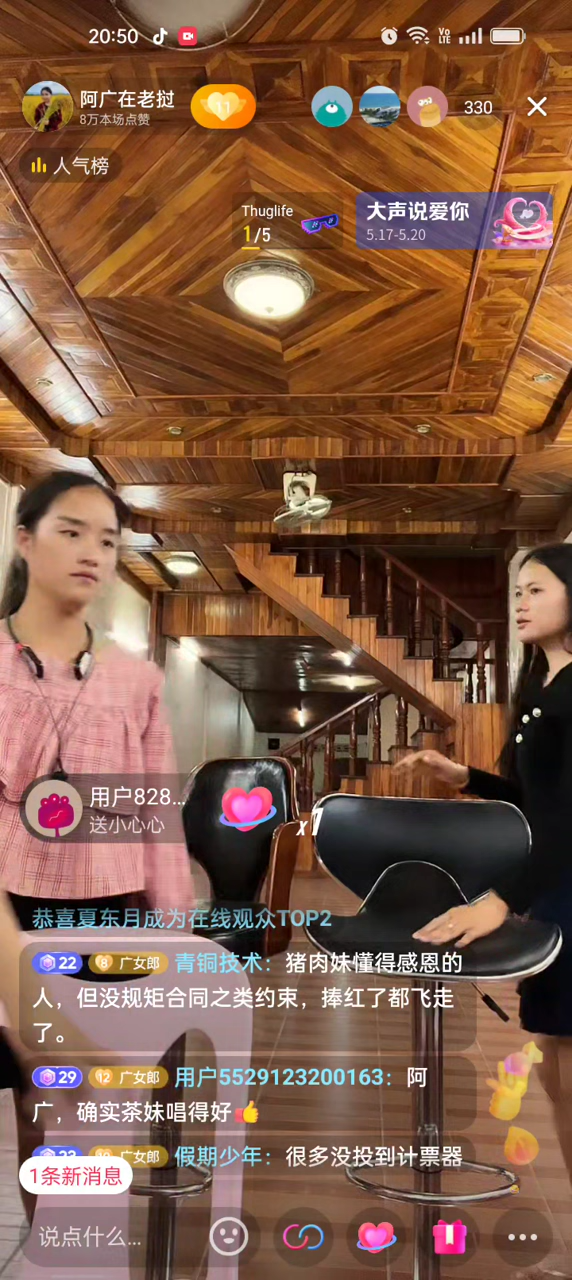 20:50
Vo
LTE
阿广在老挝
8万本场点赞
11
330
人气榜
Thuglife
1/5
大声说爱你
5.17-5.20
用户828...
送小心心
x1
恭喜夏东月成为在线观众TOP2
22 8 广女郎 青铜技术：猪肉妹懂得感恩的
人，但没规矩合同之类约束，捧红了都飞走
了。
29 12 广女郎 用户5529123200163：阿
广，确实茶妹唱得好👍
广女郎 假期少年：很多没投到计票器
1条新消息
说点什么...